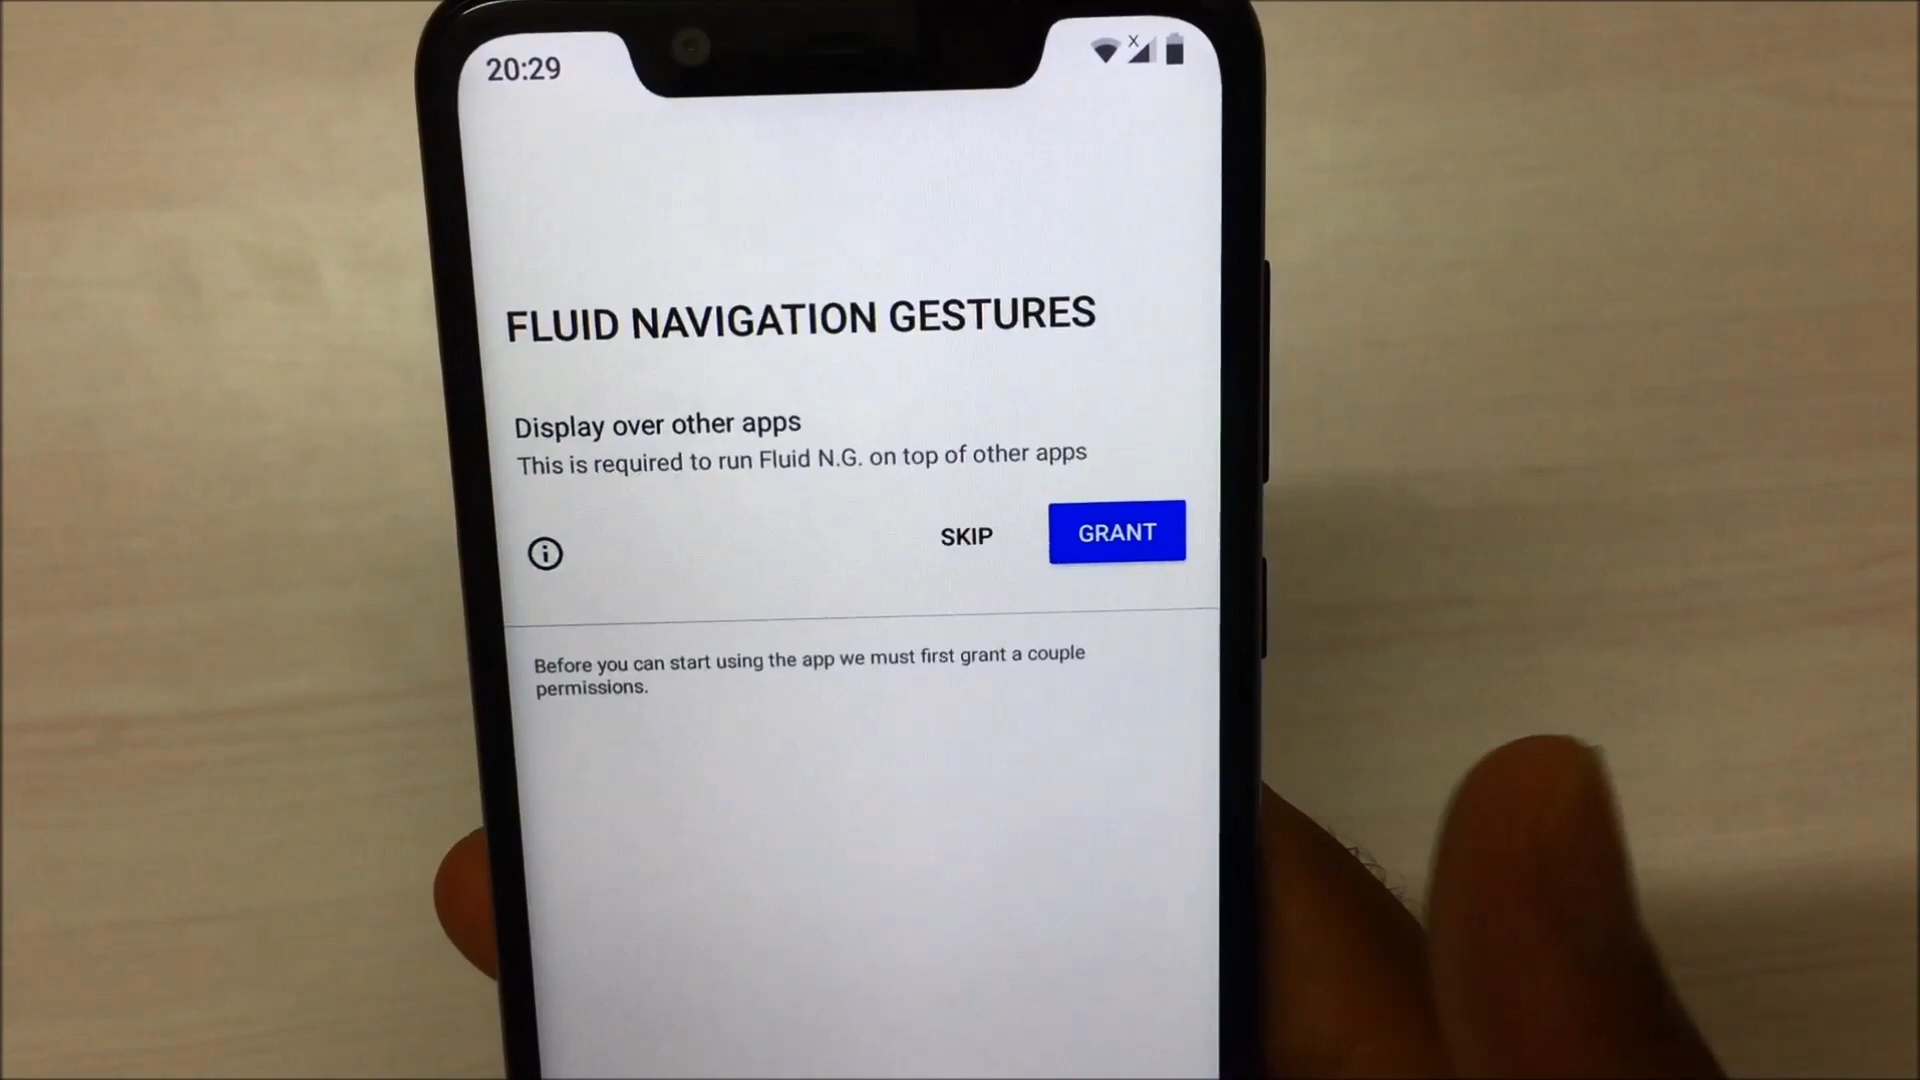 20:29
FLUID NAVIGATION GESTURES
Display over other apps
This is required to run Fluid N.G. on top of other apps
SKIP
GRANT
Before you can start using the app we must first grant a couple
permissions.